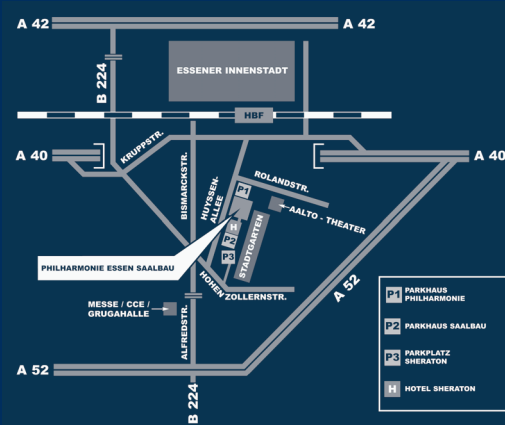 A 42
A 42
B 224
ESSENER INNENSTADT
HBF
A 40
KRUPPSTR.
BISMARCKSTR.
HUYSSEN-
ALLEE
P1
ROLANDSTR.
AALTO - THEATER
A 40
H
P2
P3
STADTGARTEN
PHILHARMONIE ESSEN SAALBAU
HOHEN
ZOLLERNSTR.
MESSE / CCE /
GRUGAHALLE
ALFREDSTR.
A 52
A 52
B 224
P1 PARKHAUS
PHILHARMONIE
P2 PARKHAUS SAALBAU
P3 PARKPLATZ
SHERATON
H HOTEL SHERATON